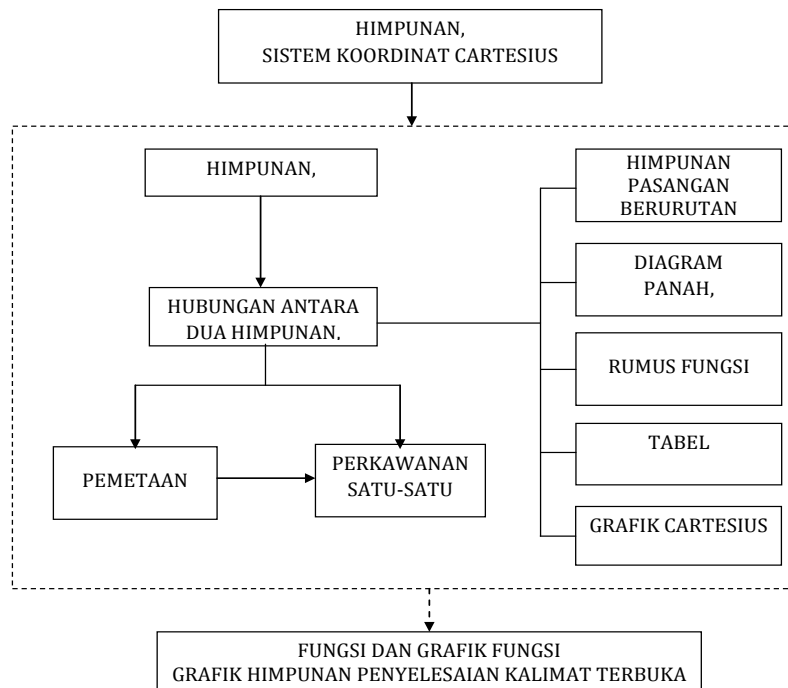 HIMPUNAN,
SISTEM KOORDINAT CARTESIUS
HIMPUNAN,
HUBUNGAN ANTARA
DUA HIMPUNAN.
PEMETAAN
PERKAWANAN
SATU-SATU
HIMPUNAN
PASANGAN
BERURUTAN
DIAGRAM
PANAH,
RUMUS FUNGSI
TABEL
GRAFIK CARTESIUS
FUNGSI DAN GRAFIK FUNGSI
GRAFIK HIMPUNAN PENYELESAIAN KALIMAT TERBUKA